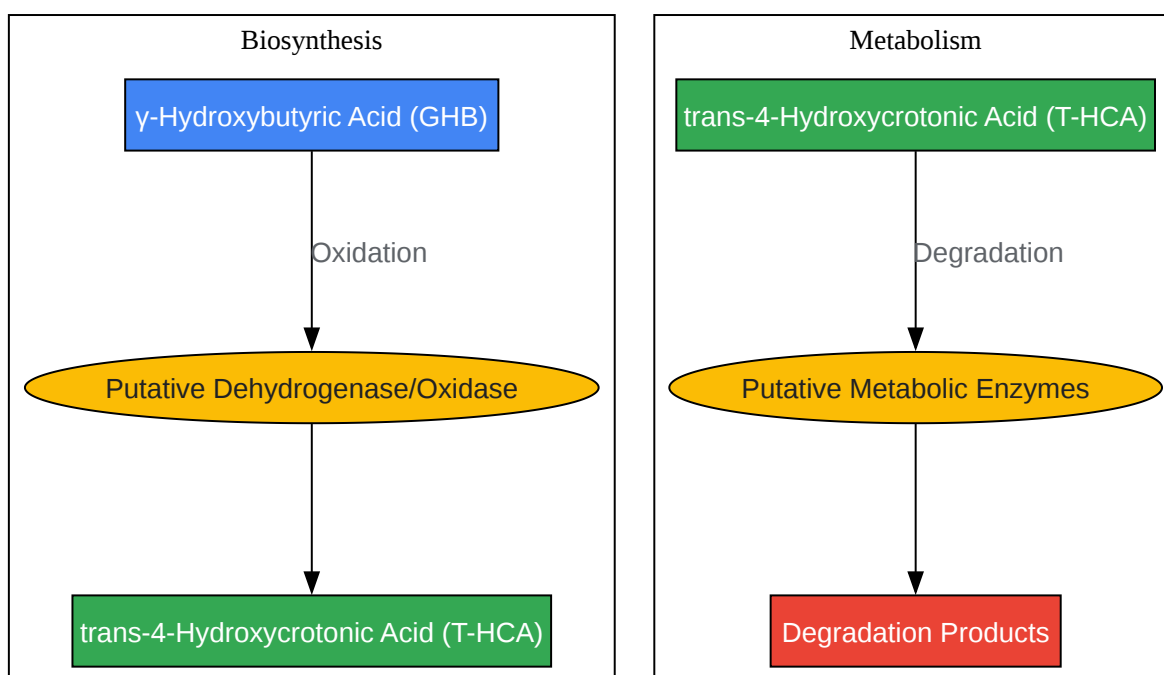 Biosynthesis
γ-Hydroxybutyric Acid (GHB)
Oxidation
Putative Dehydrogenase/Oxidase
trans-4-Hydroxycrotonic Acid (T-HCA)
Metabolism
trans-4-Hydroxycrotonic Acid (T-HCA)
Degradation
Putative Metabolic Enzymes
Degradation Products